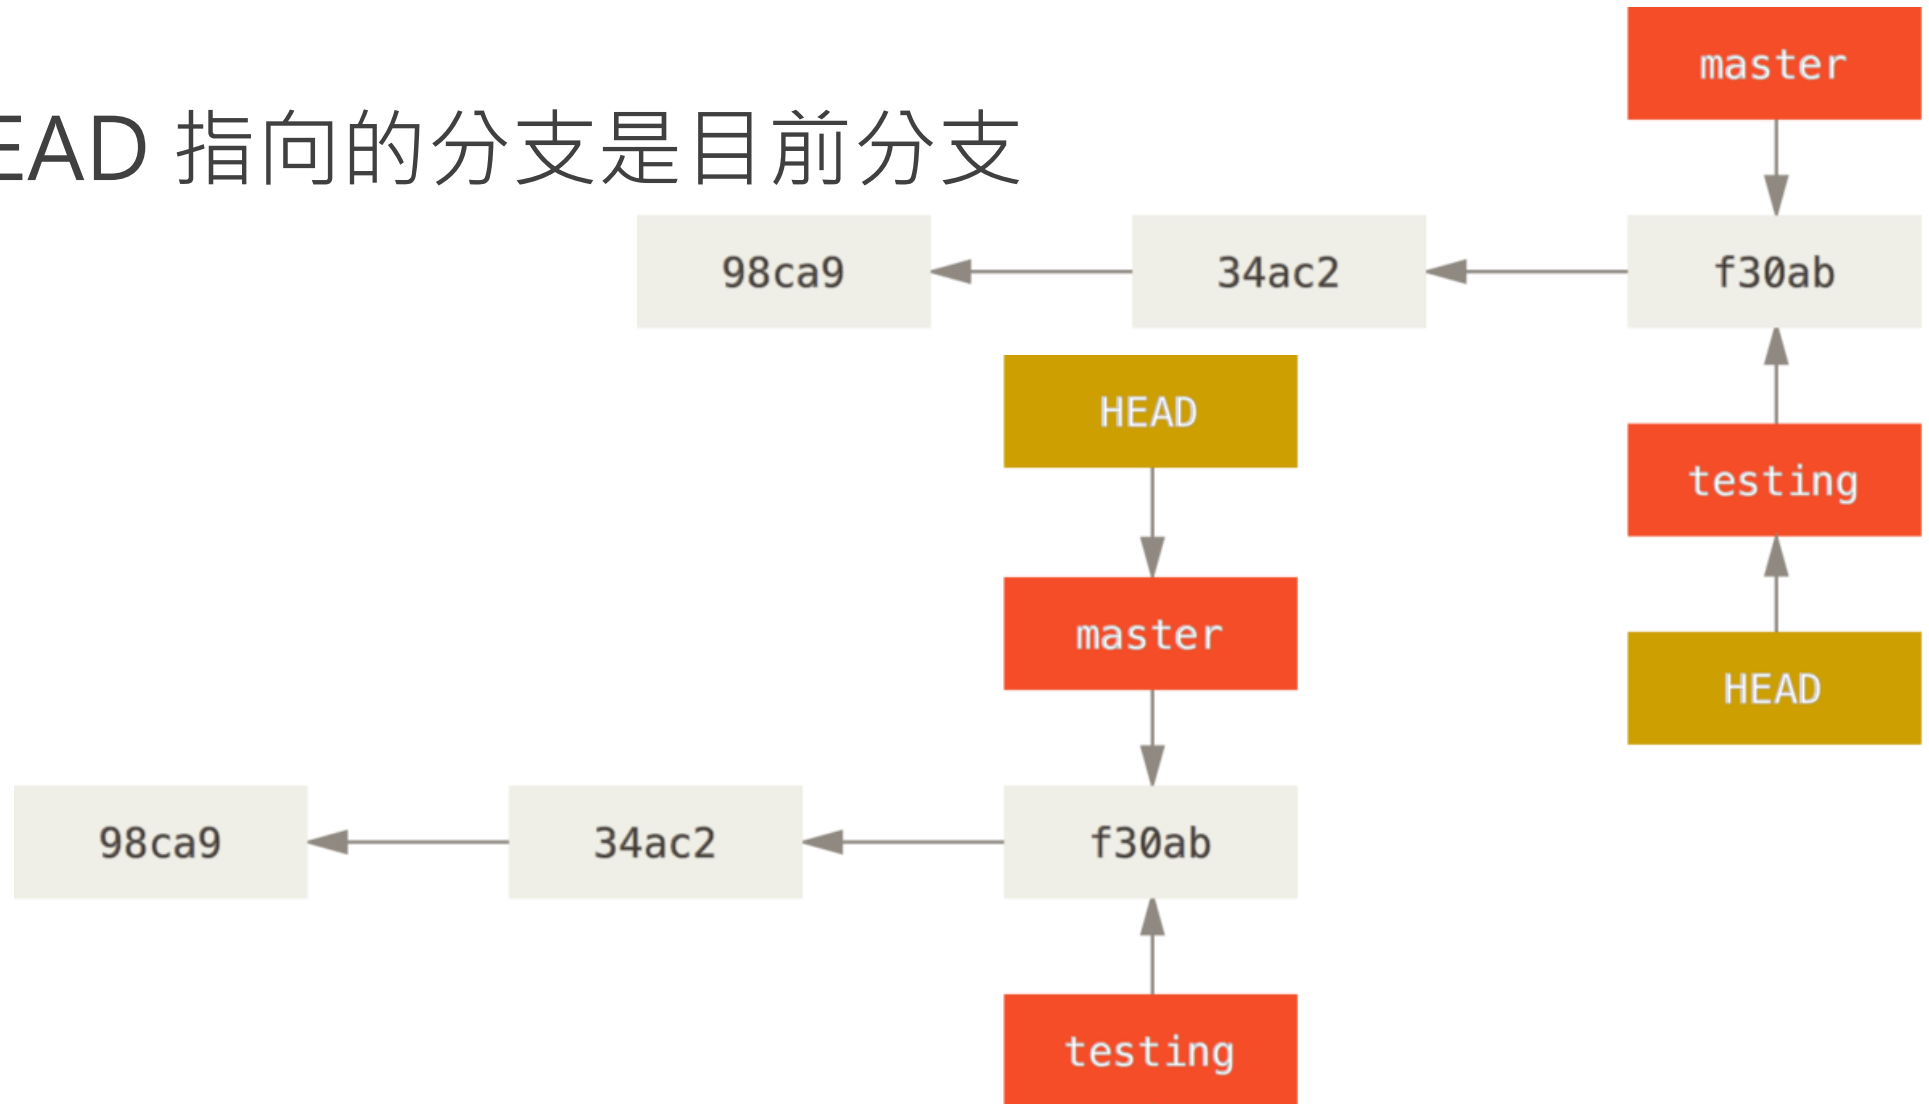 EAD 指向的分支是目前分支
master
98ca9 34ac2 f30ab
HEAD
testing
master
HEAD
98ca9 34ac2 f30ab
testing